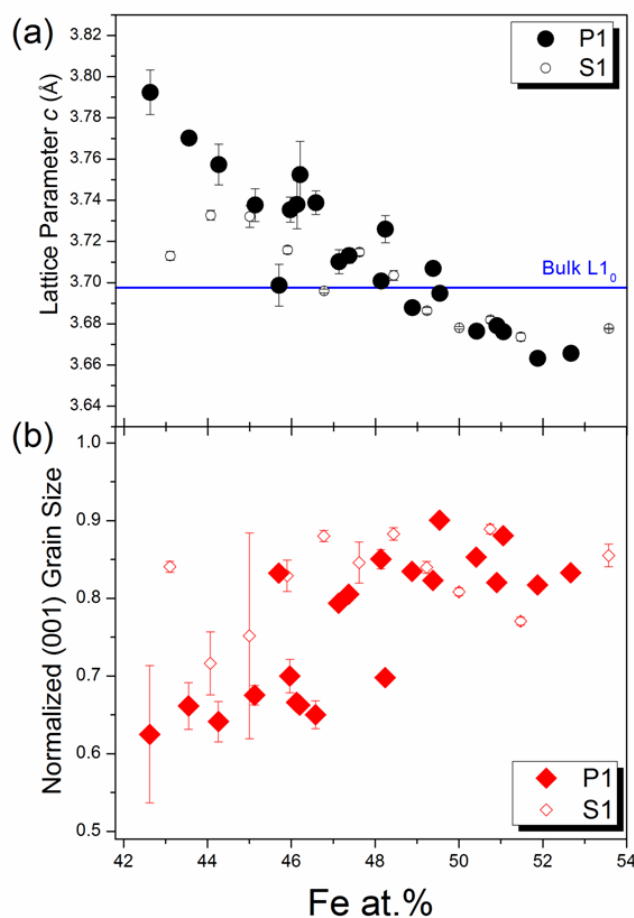 (a)
3.82
3.80
3.78
3.76
3.74
3.72
3.70
3.68
3.66
3.64
Lattice Parameter c (Å)
P1
S1
Bulk L1₀
(b)
1.0
0.9
0.8
0.7
0.6
0.5
Normalized (001) Grain Size
P1
S1
42 44 46 48 50 52 54
Fe at.%